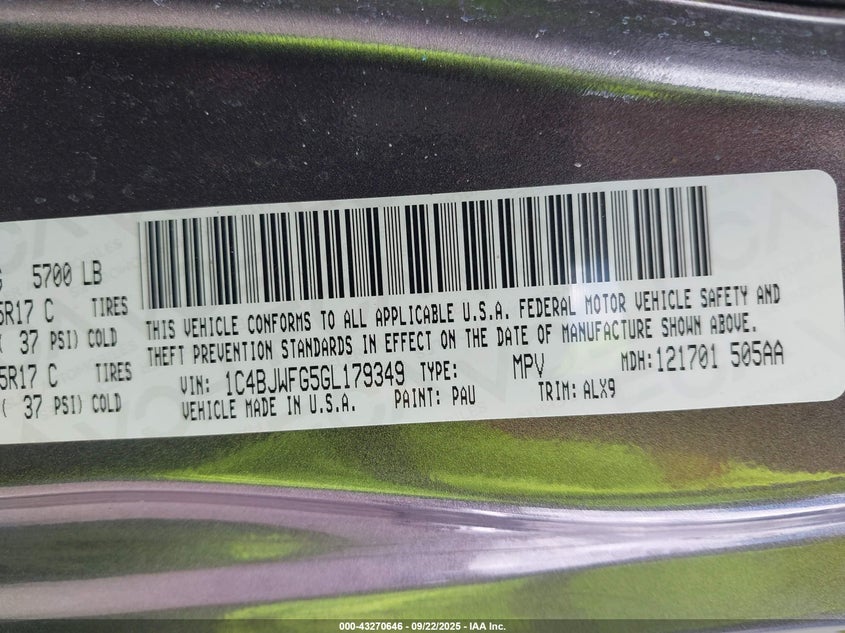 5700 LB
5R17 C TIRES
( 37 PSI) COLD
5R17 C TIRES
( 37 PSI) COLD
THIS VEHICLE CONFORMS TO ALL APPLICABLE U.S.A. FEDERAL MOTOR VEHICLE SAFETY AND
THEFT PREVENTION STANDARDS IN EFFECT ON THE DATE OF MANUFACTURE SHOWN ABOVE.
VIN: 1C4BJWFG5GL179349 TYPE: MPV MDH: 121701 505AA
VEHICLE MADE IN U.S.A. PAINT: PAU TRIM: ALX9
000-43270646 - 09/22/2025 - IAA Inc.